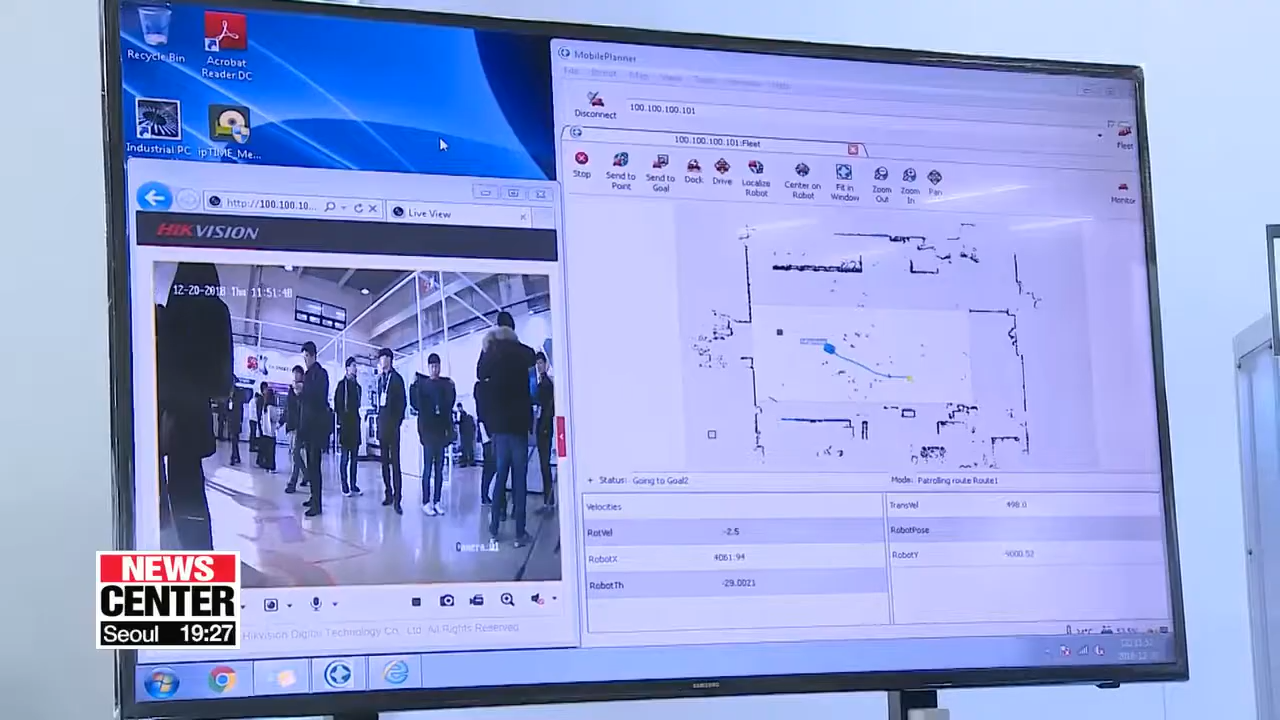 Recycle Bin
Acrobat
Reader DC
Industrial PC
ipTIME_Me...
MobilePlanner
Disconnect
100.100.100.101
Fleet
100.100.100.101:Fleet
Stop
Send to
Point
Send to
Goal
Dock
Drive
Localize
Robot
Center on
Robot
Fit in
Window
Zoom
Out
Zoom
In
Pan
Monitor
http://100.100.10...
Live View
HIKVISION
12-20-2018 Thu 11:51:48
Camera 01
Status: Going to Goal2
Mode: Patrolling route Route1
Velocities
TransVel 498.0
RotVel -2.5
RobotPose
RobotX 4061.94
RobotY -4000.52
RobotTh -29.0021
Hikvision Digital Technology Co., Ltd. All Rights Reserved.
NEWS
CENTER
Seoul 19:27
SAMSUNG